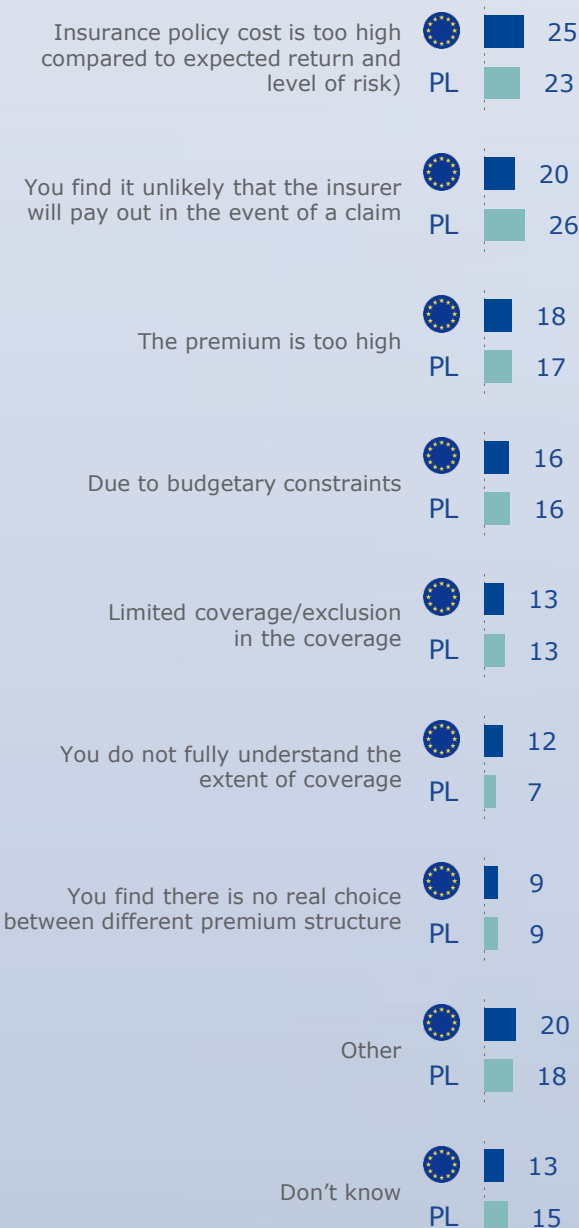 Insurance policy cost is too high
compared to expected return and
level of risk)
25
PL 23
You find it unlikely that the insurer
will pay out in the event of a claim
20
PL 26
The premium is too high
18
PL 17
Due to budgetary constraints
16
PL 16
Limited coverage/exclusion
in the coverage
13
PL 13
You do not fully understand the
extent of coverage
12
PL 7
You find there is no real choice
between different premium structure
9
PL 9
Other
20
PL 18
Don't know
13
PL 15